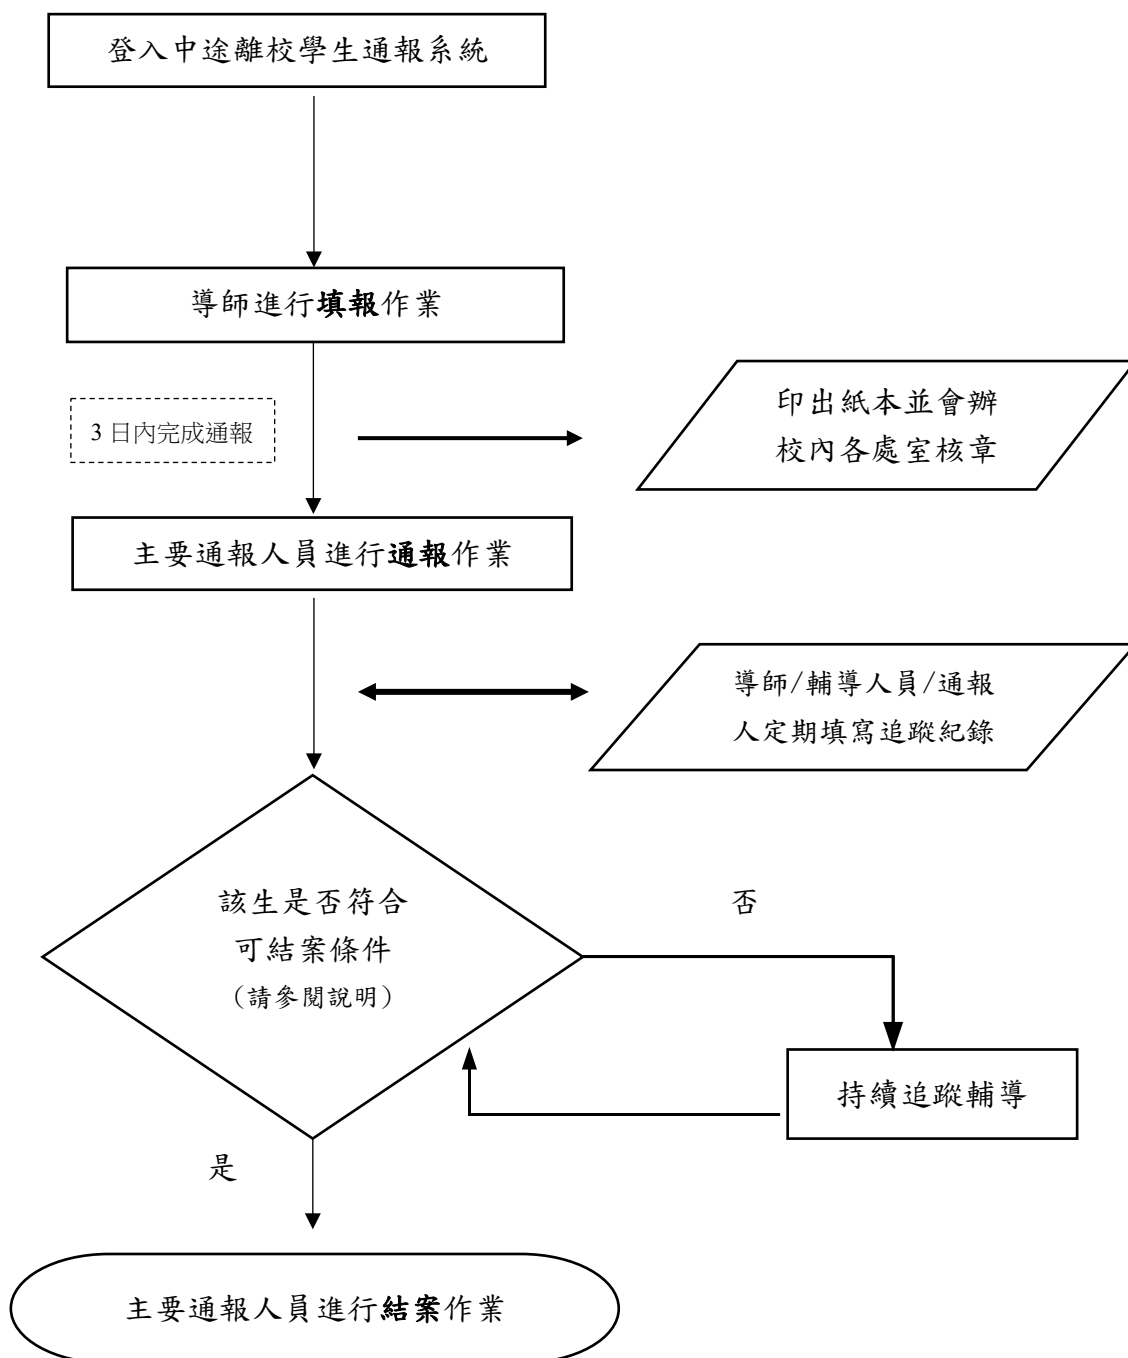 登入中途離校學生通報系統
導師進行填報作業
3 日內完成通報
印出紙本並會辦
校內各處室核章
主要通報人員進行通報作業
導師/輔導人員/通報
人定期填寫追蹤紀錄
該生是否符合
可結案條件
（請參閱說明）
否
持續追蹤輔導
是
主要通報人員進行結案作業